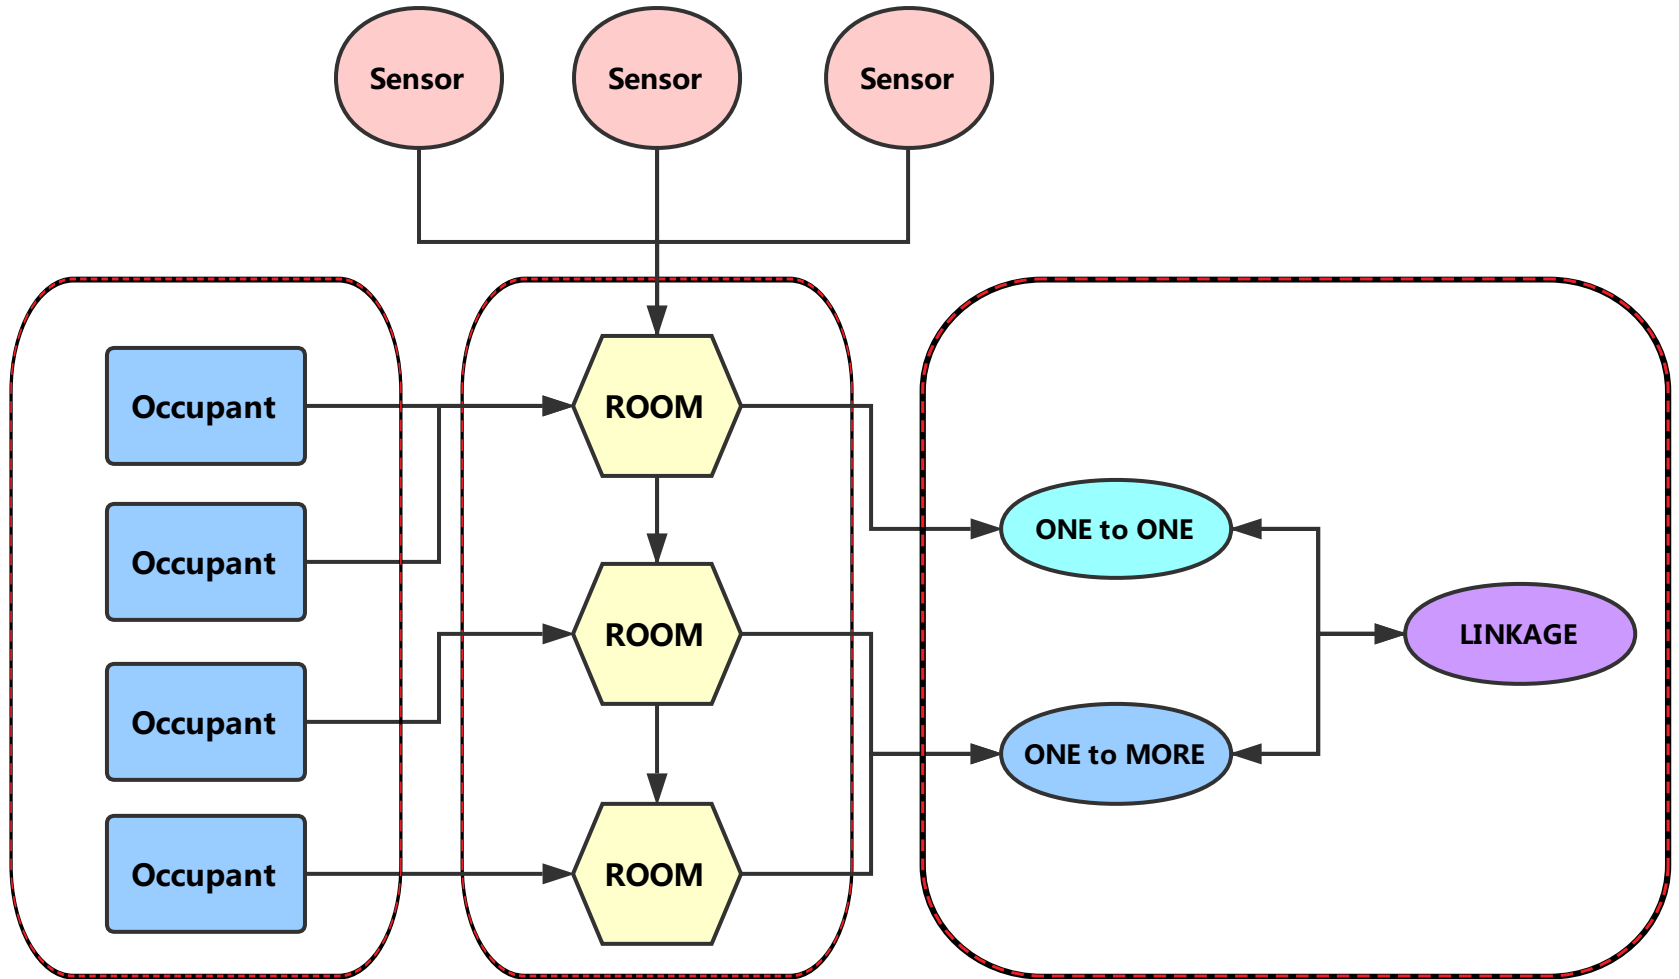 Sensor
Sensor
Sensor
Occupant
ROOM
Occupant
ONE to ONE
ROOM
LINKAGE
Occupant
ONE to MORE
Occupant
ROOM